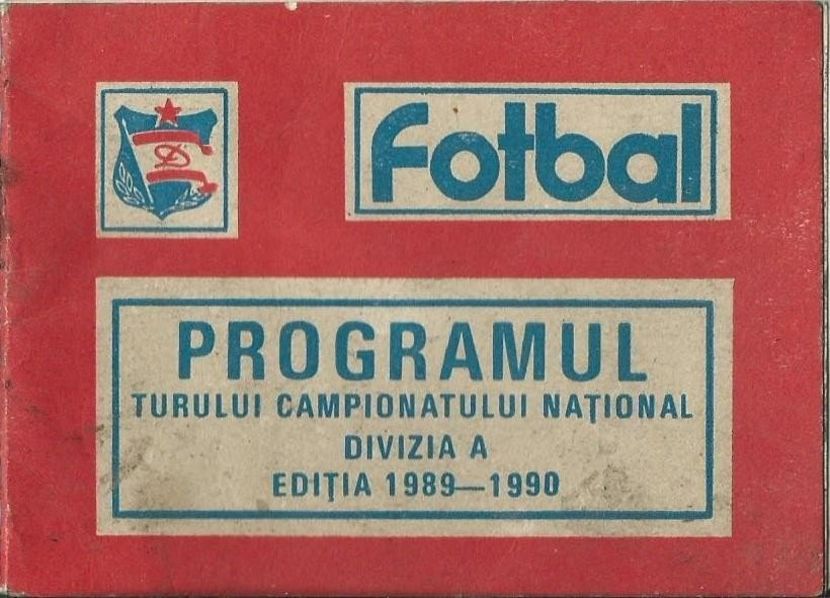 D
Fotbal
PROGRAMUL
TURULUI CAMPIONATULUI NAȚIONAL
DIVIZIA A
EDIȚIA 1989—1990